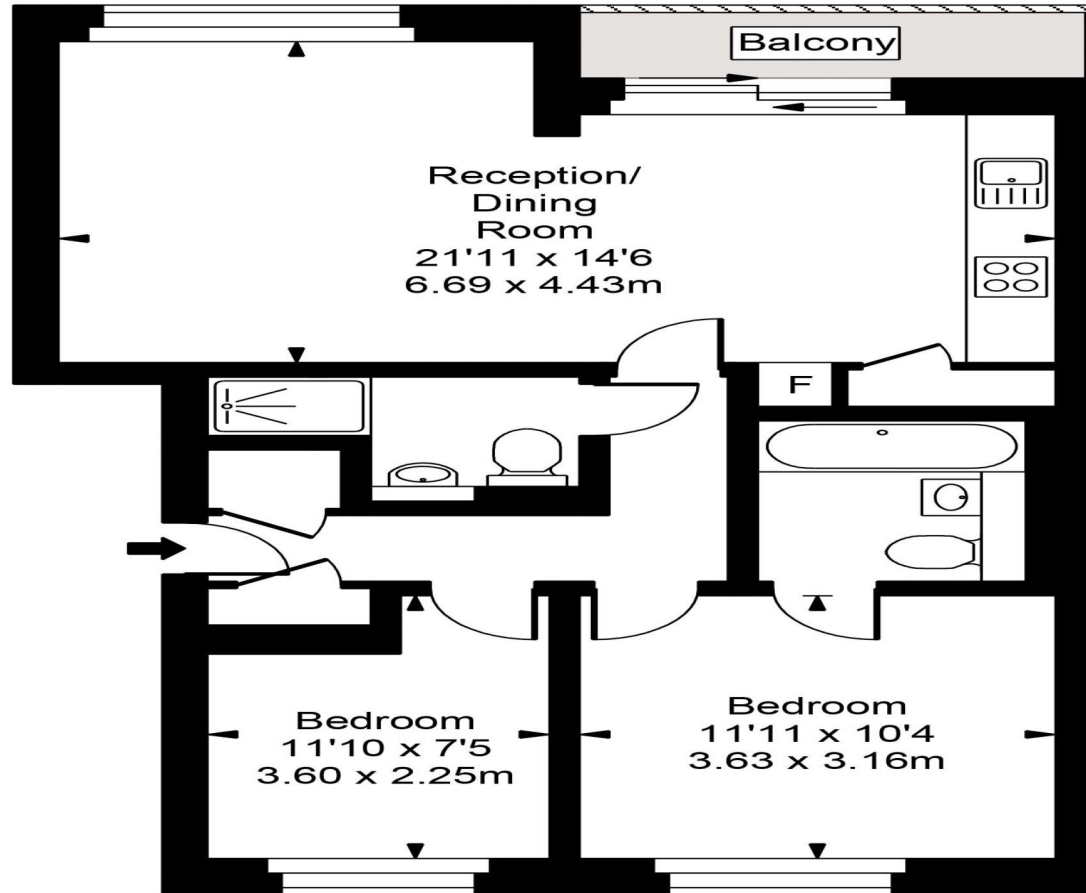 Balcony
Reception/
Dining
Room
21'11 x 14'6
6.69 x 4.43m
F
Bedroom
11'10 x 7'5
3.60 x 2.25m
Bedroom
11'11 x 10'4
3.63 x 3.16m